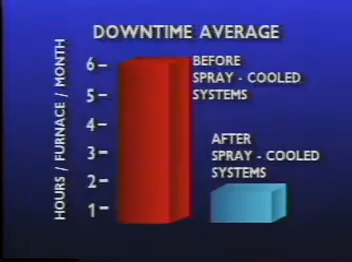 DOWNTIME AVERAGE
HOURS / FURNACE / MONTH
6 -
5 -
4 -
3 -
2 -
1 -
BEFORE
SPRAY - COOLED
SYSTEMS
AFTER
SPRAY - COOLED
SYSTEMS